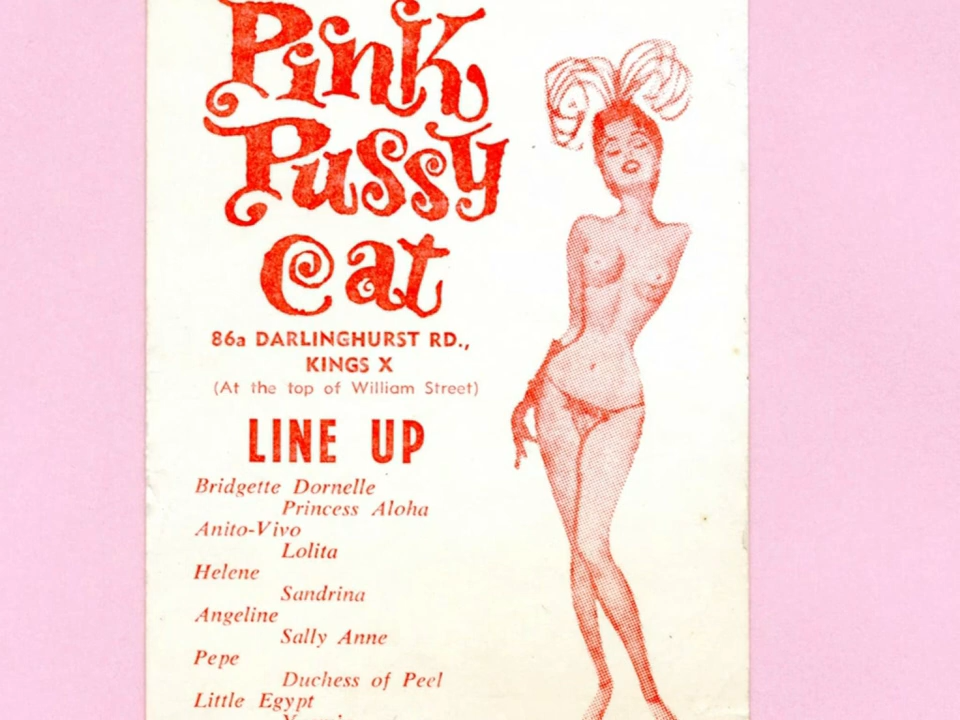 Pink
Pussy
Cat
86a DARLINGHURST RD.,
KINGS X
(At the top of William Street)
LINE UP
Bridgette Dornelle
Princess Aloha
Anito-Vivo
Lolita
Helene
Sandrina
Angeline
Sally Anne
Pepe
Duchess of Peel
Little Egypt